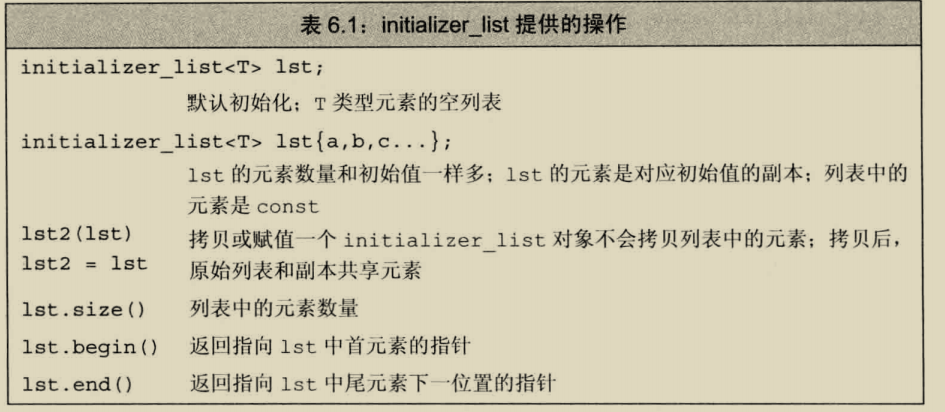 表 6.1：initializer_list 提供的操作
initializer_list<T> lst;
默认初始化；T 类型元素的空列表
initializer_list<T> lst{a,b,c...};
lst 的元素数量和初始值一样多；lst 的元素是对应初始值的副本；列表中的
元素是 const
lst2(lst) 拷贝或赋值一个 initializer_list 对象不会拷贝列表中的元素；拷贝后，
lst2 = lst 原始列表和副本共享元素
lst.size() 列表中的元素数量
lst.begin() 返回指向 lst 中首元素的指针
lst.end() 返回指向 lst 中尾元素下一位置的指针